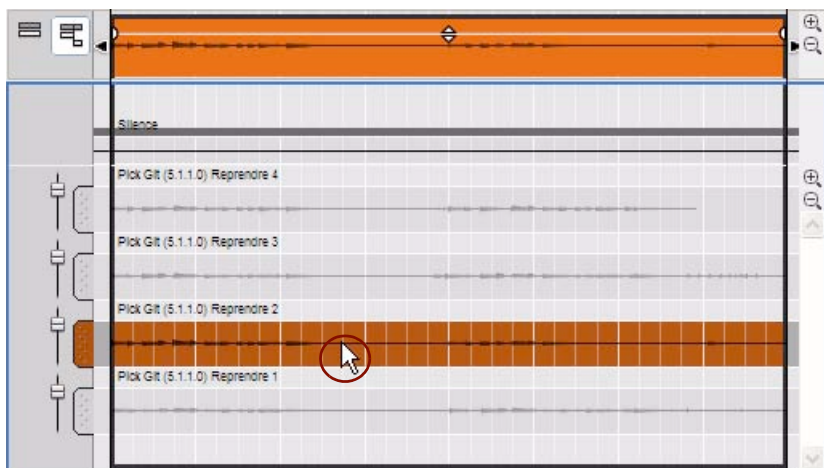 Silence
Pick Git (5.1.1.0) Reprendre 4
Pick Git (5.1.1.0) Reprendre 3
Pick Git (5.1.1.0) Reprendre 2
Pick Git (5.1.1.0) Reprendre 1